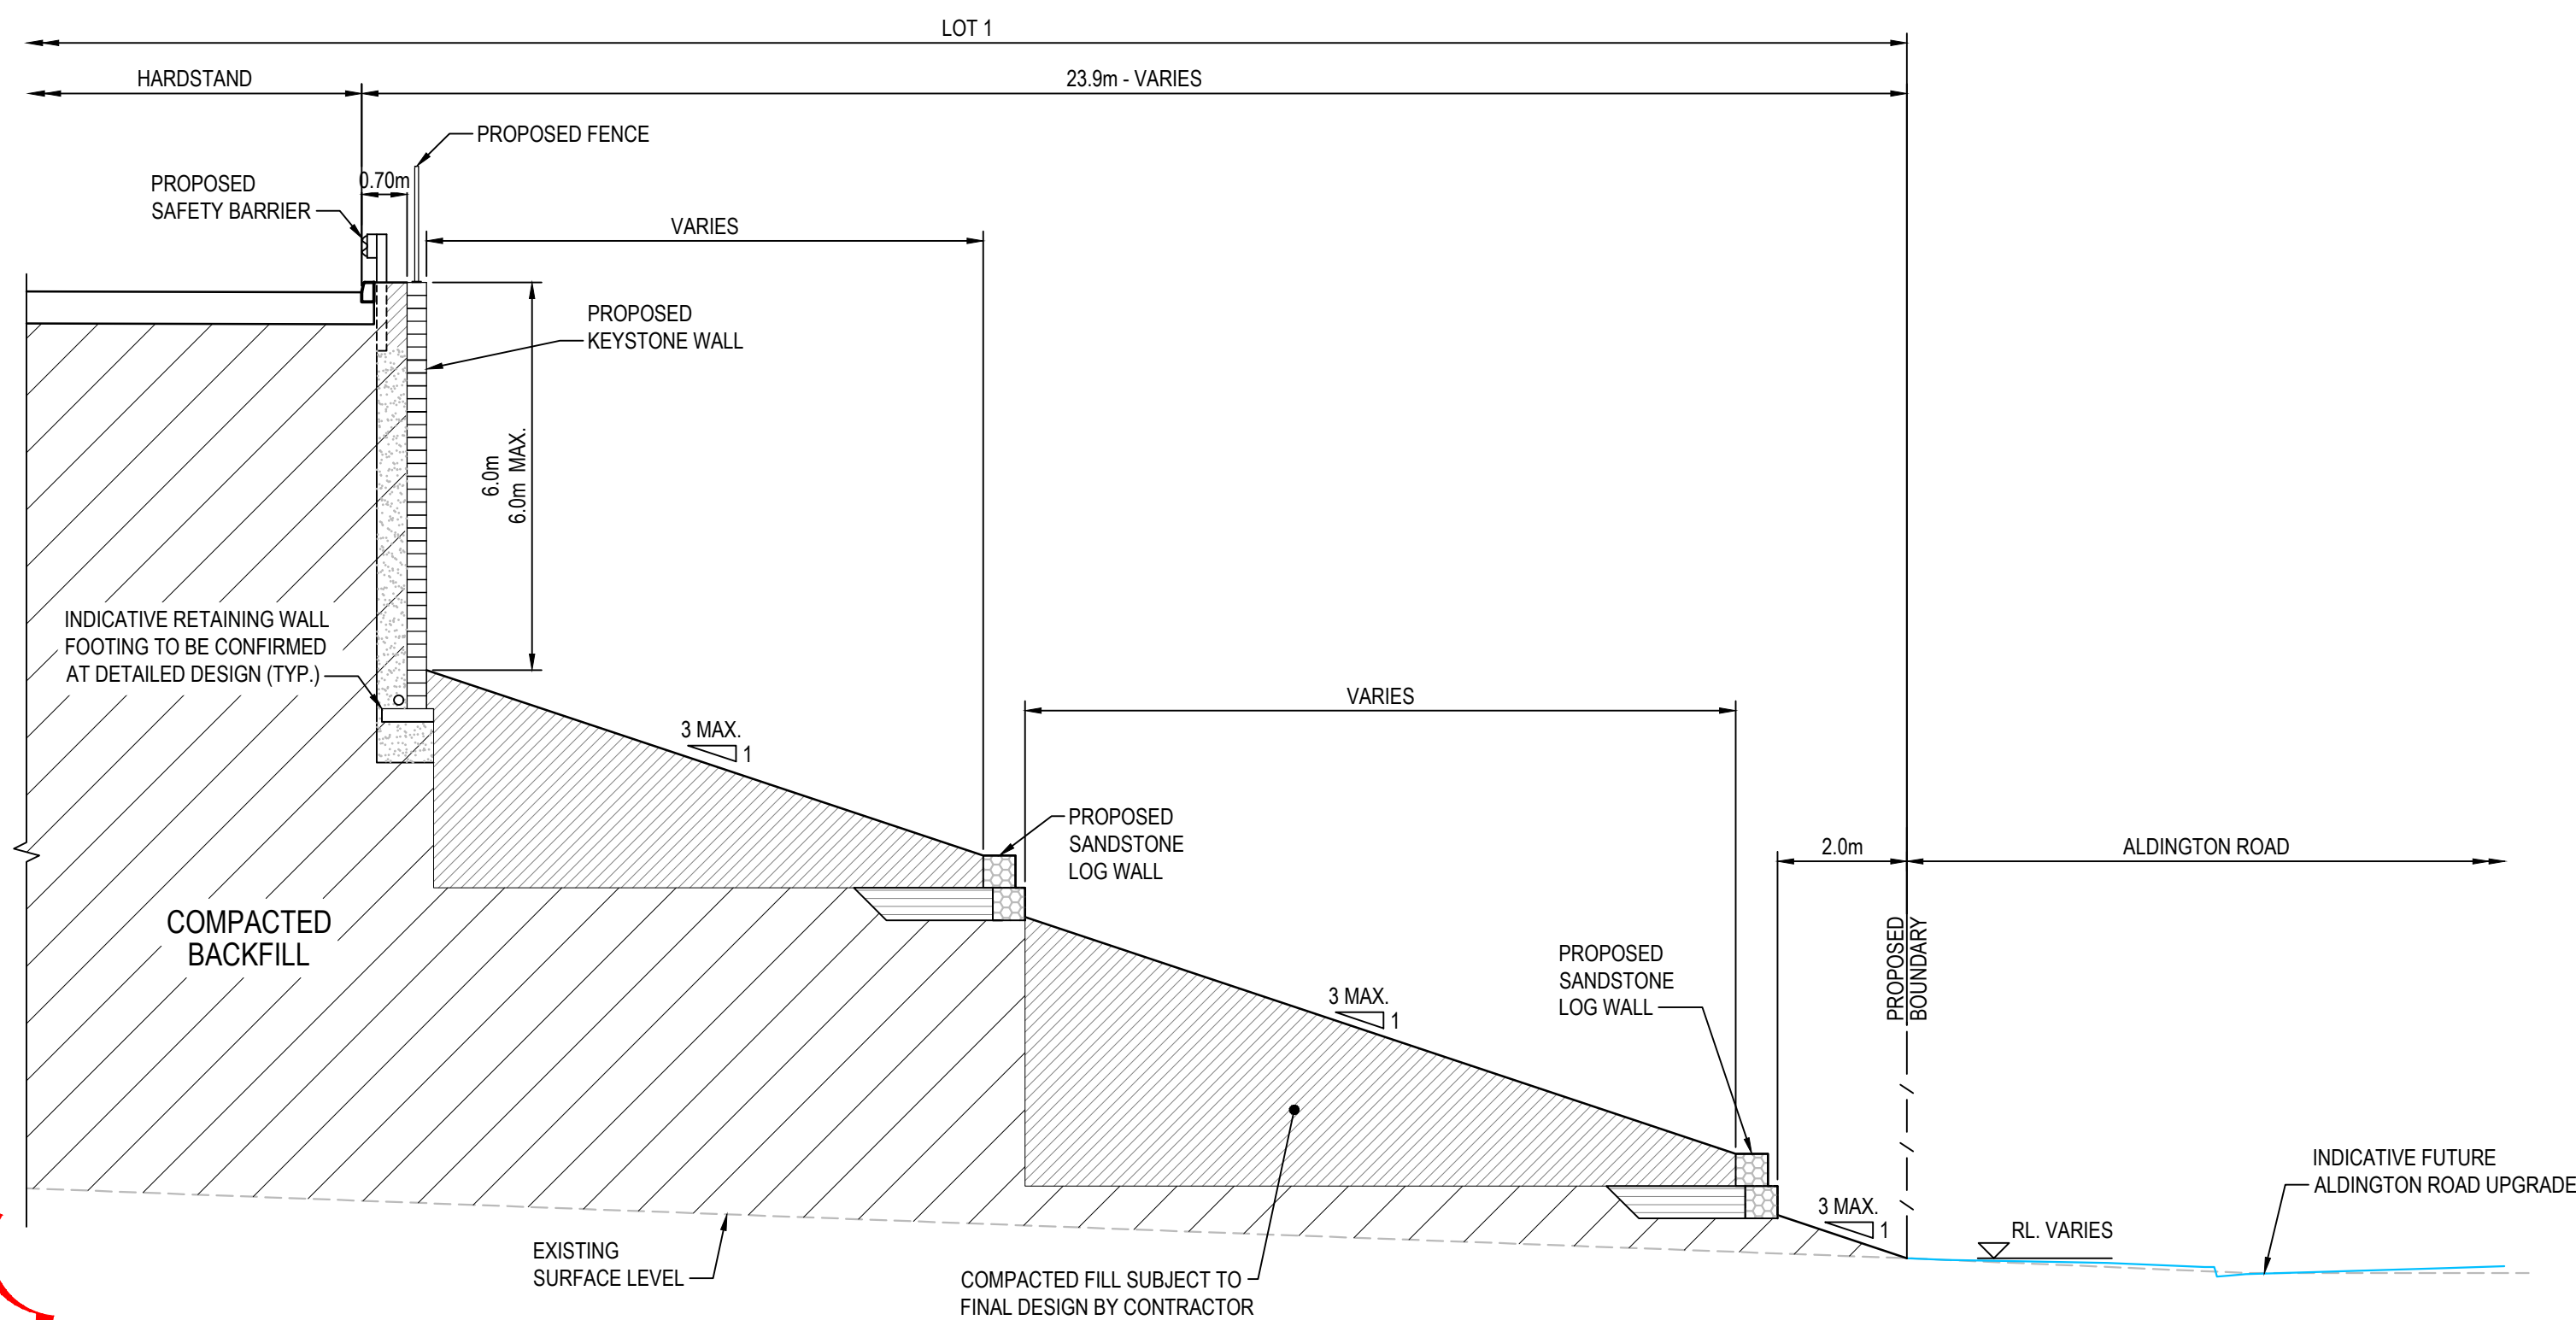 LOT 1
HARDSTAND
23.9m - VARIES
PROPOSED FENCE
PROPOSED
SAFETY BARRIER
0.70m
VARIES
PROPOSED
KEYSTONE WALL
6.0m
6.0m MAX.
INDICATIVE RETAINING WALL
FOOTING TO BE CONFIRMED
AT DETAILED DESIGN (TYP.)
3 MAX.
1
VARIES
PROPOSED
SANDSTONE
LOG WALL
2.0m
ALDINGTON ROAD
COMPACTED
BACKFILL
PROPOSED
BOUNDARY
PROPOSED
SANDSTONE
LOG WALL
3 MAX.
1
INDICATIVE FUTURE
ALDINGTON ROAD UPGRADE
3 MAX.
1
RL. VARIES
EXISTING
SURFACE LEVEL
COMPACTED FILL SUBJECT TO
FINAL DESIGN BY CONTRACTOR